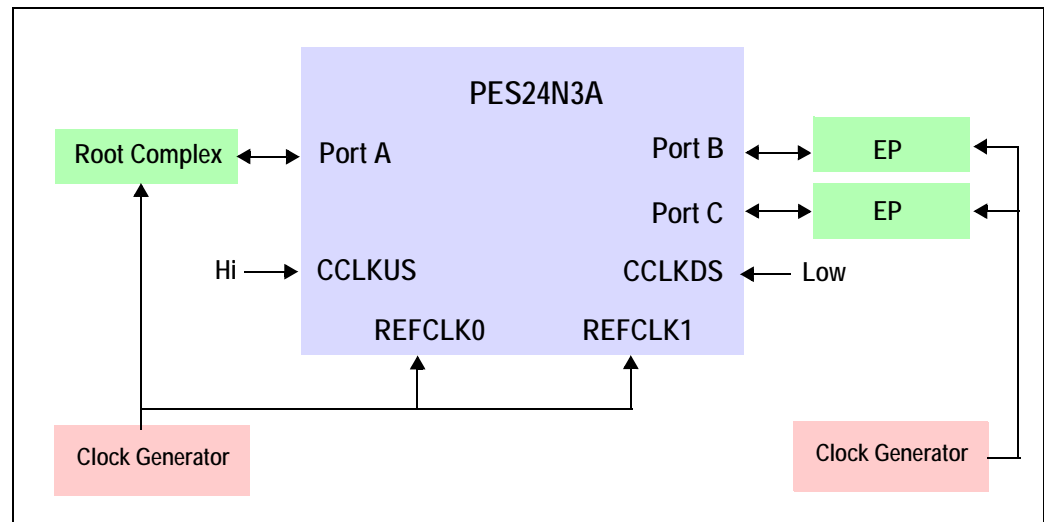 PES24N3A
Root Complex
Port A
Port B
EP
Port C
EP
Hi
CCLKUS
CCLKDS
Low
REFCLK0
REFCLK1
Clock Generator
Clock Generator